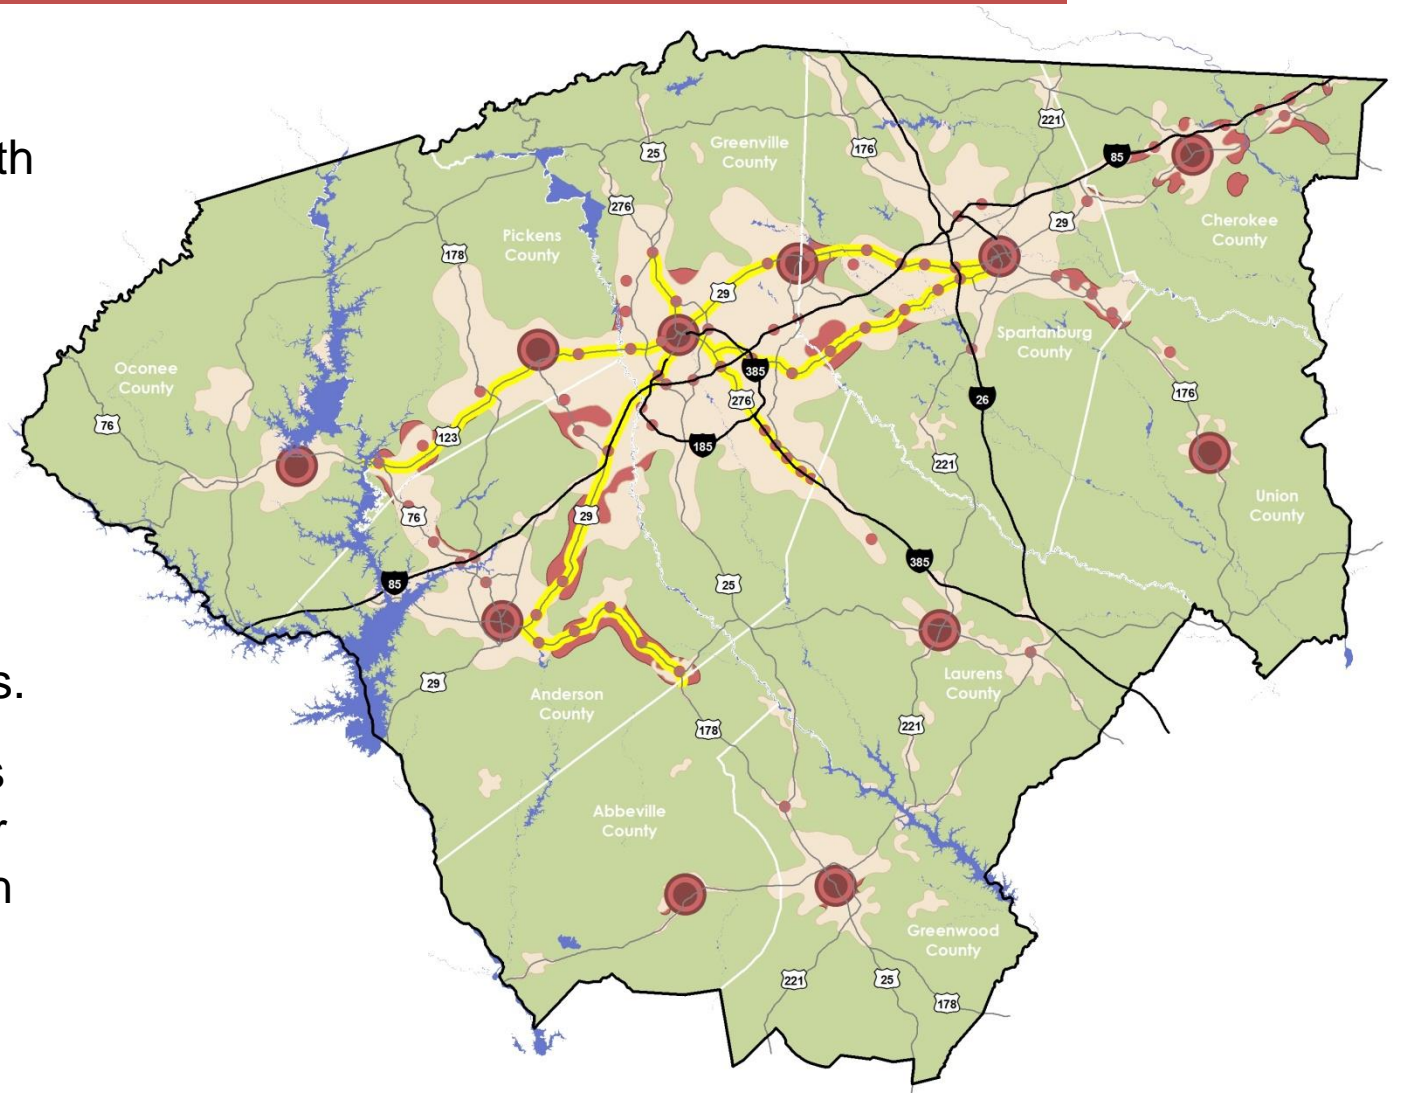 th
s.
s
r
n
Greenville
County
Pickens
County
Oconee
County
Cherokee
County
Spartanburg
County
Union
County
Laurens
County
Anderson
County
Abbeville
County
Greenwood
County
25
276
178
176
221
85
29
29
123
76
76
85
29
29
385
276
185
26
221
176
385
25
178
221
221
25
178